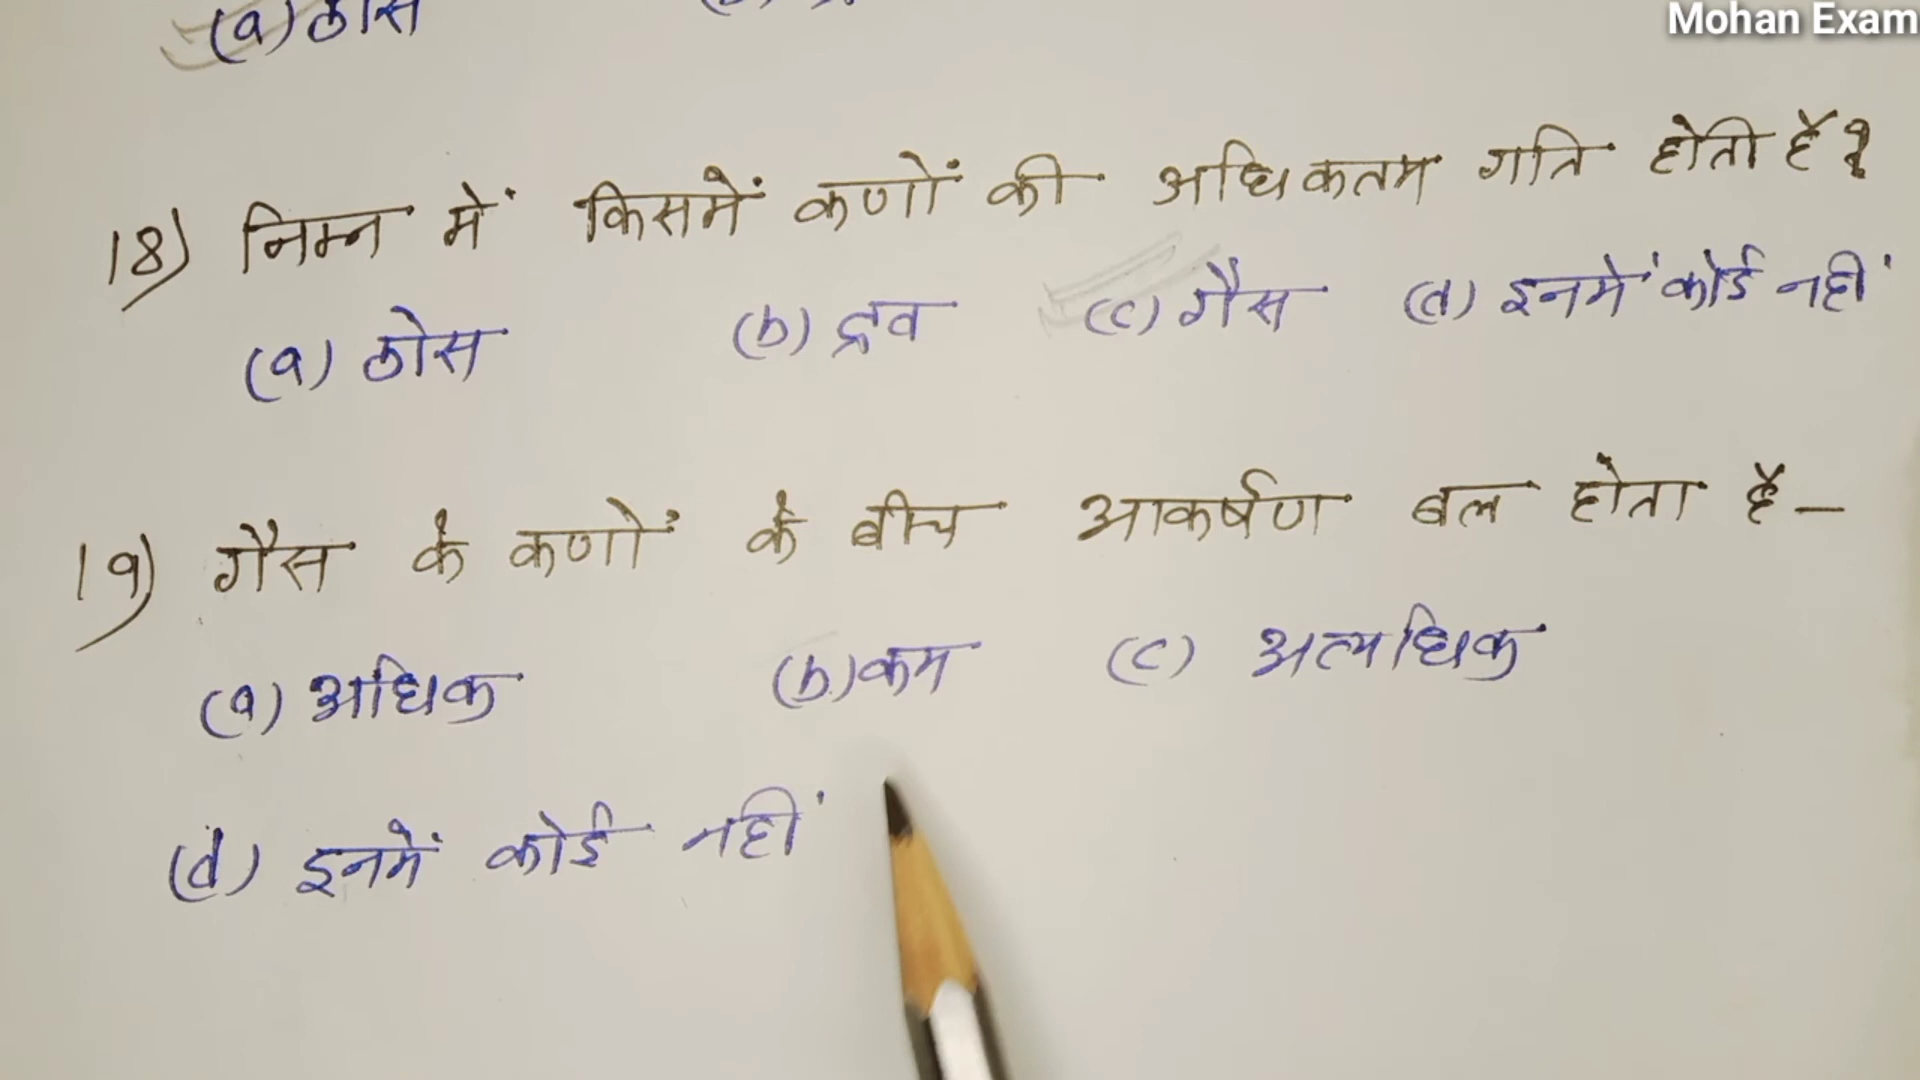 Mohan Exam
(a) ठोस
18) निम्न में किसमें कणों की अधिकतम गति होती है?
(a) ठोस (b) द्रव (c) गैस (d) इनमें कोई नहीं
19) गैस के कणों के बीच आकर्षण बल होता है-
(a) अधिक (b) कम (c) अत्यधिक
(d) इनमें कोई नहीं